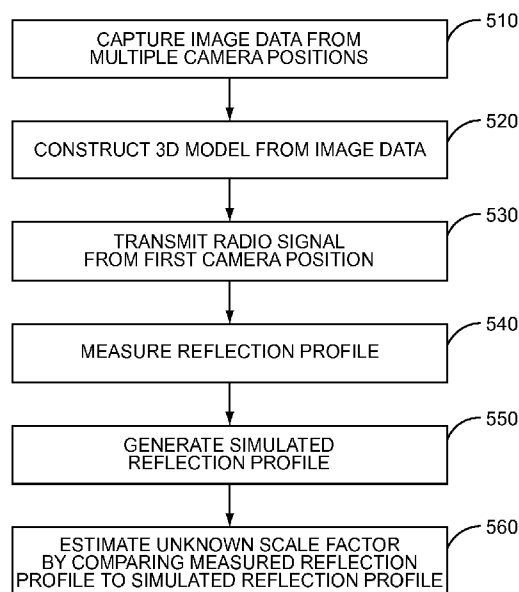 510
CAPTURE IMAGE DATA FROM
MULTIPLE CAMERA POSITIONS
520
CONSTRUCT 3D MODEL FROM IMAGE DATA
530
TRANSMIT RADIO SIGNAL
FROM FIRST CAMERA POSITION
540
MEASURE REFLECTION PROFILE
550
GENERATE SIMULATED
REFLECTION PROFILE
560
ESTIMATE UNKNOWN SCALE FACTOR
BY COMPARING MEASURED REFLECTION
PROFILE TO SIMULATED REFLECTION PROFILE